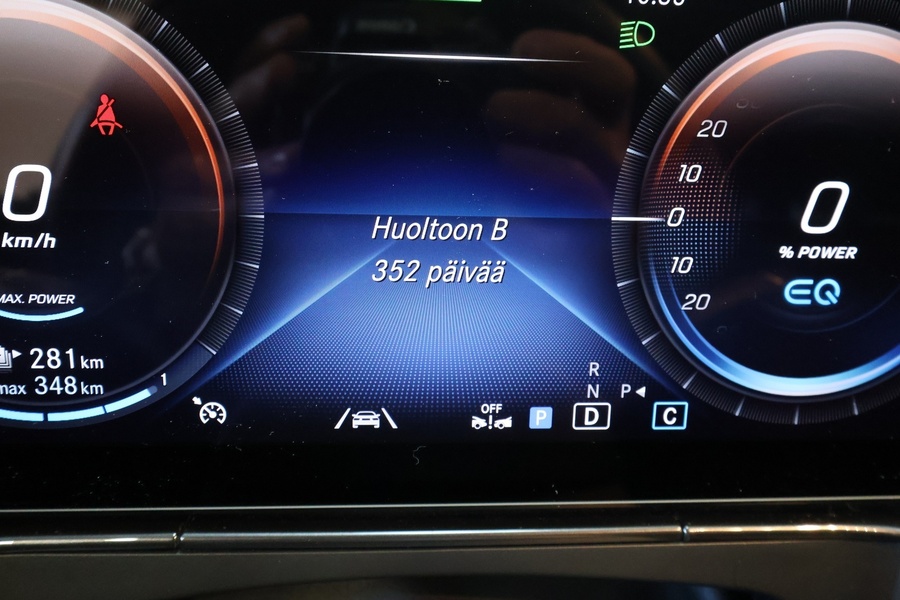 0
km/h
MAX. POWER
281 km
max 348 km
1
Huoltoon B
352 päivää
OFF
P
R
N
D
P
C
20
10
0
10
20
0
% POWER
EQ